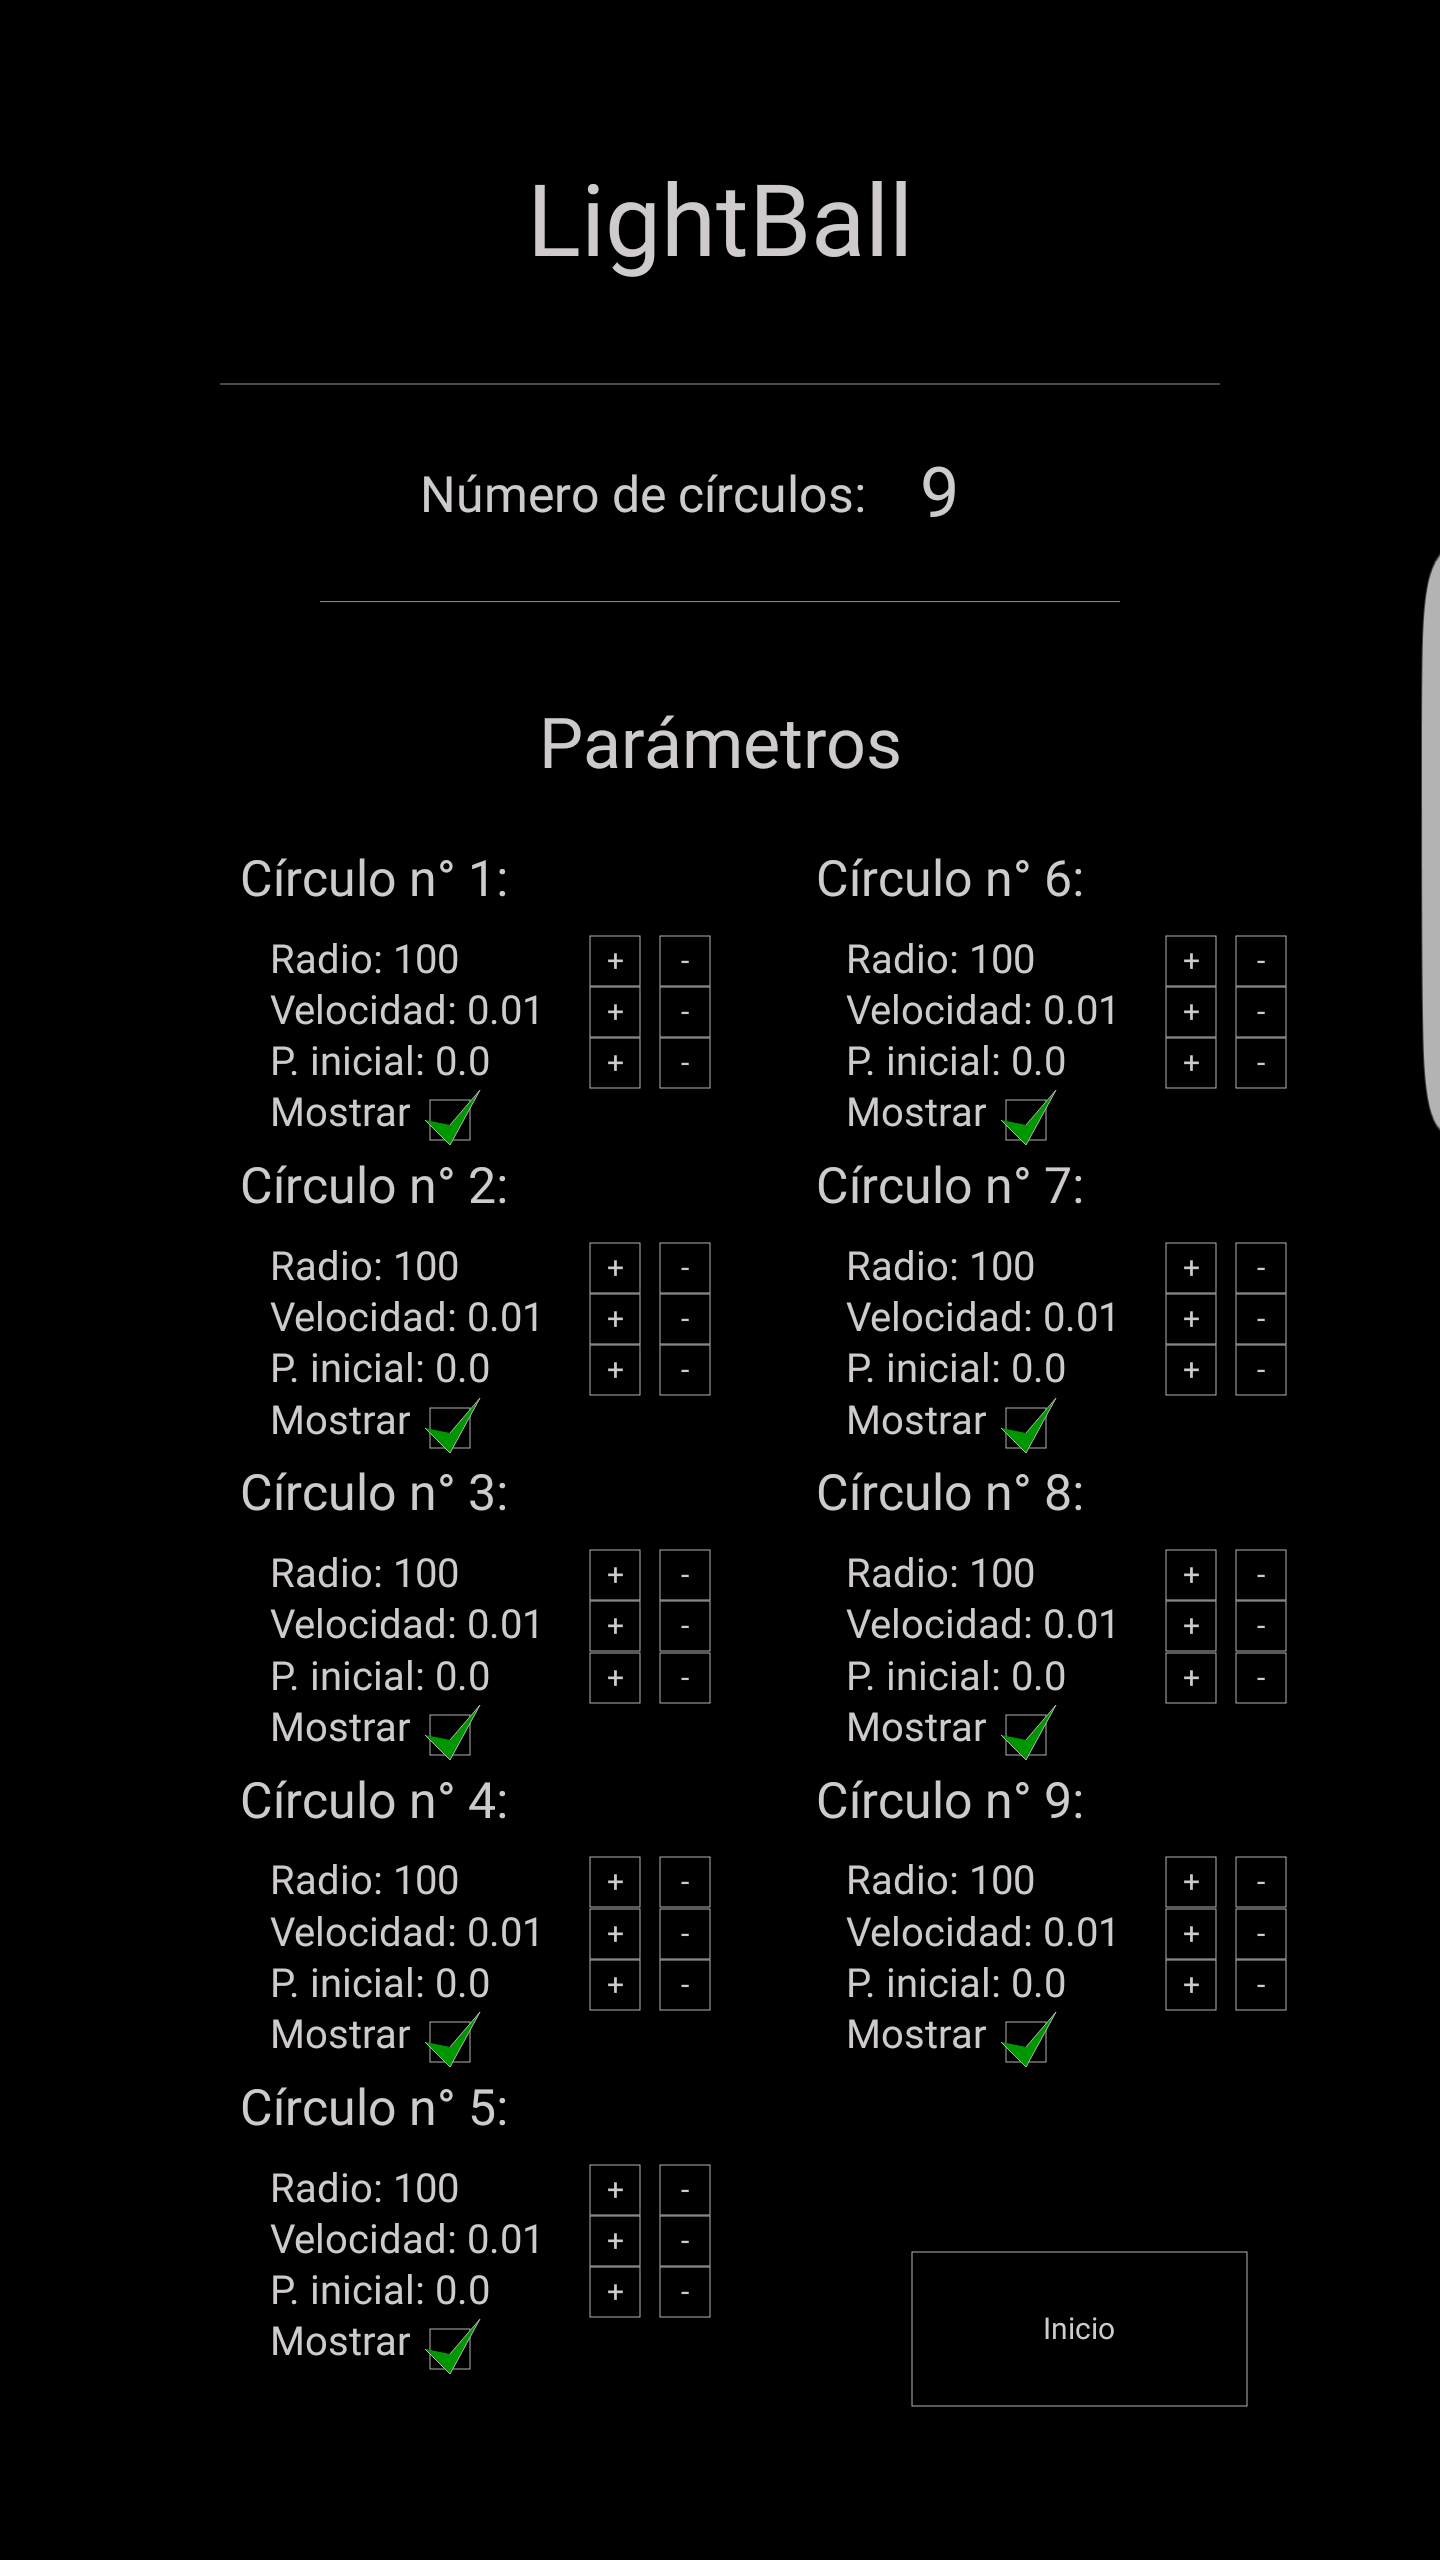 LightBall
Número de círculos: 9
Parámetros
Círculo n° 1:
Radio: 100 + -
Velocidad: 0.01 + -
P. inicial: 0.0 + -
Mostrar
Círculo n° 2:
Radio: 100 + -
Velocidad: 0.01 + -
P. inicial: 0.0 + -
Mostrar
Círculo n° 3:
Radio: 100 + -
Velocidad: 0.01 + -
P. inicial: 0.0 + -
Mostrar
Círculo n° 4:
Radio: 100 + -
Velocidad: 0.01 + -
P. inicial: 0.0 + -
Mostrar
Círculo n° 5:
Radio: 100 + -
Velocidad: 0.01 + -
P. inicial: 0.0 + -
Mostrar
Círculo n° 6:
Radio: 100 + -
Velocidad: 0.01 + -
P. inicial: 0.0 + -
Mostrar
Círculo n° 7:
Radio: 100 + -
Velocidad: 0.01 + -
P. inicial: 0.0 + -
Mostrar
Círculo n° 8:
Radio: 100 + -
Velocidad: 0.01 + -
P. inicial: 0.0 + -
Mostrar
Círculo n° 9:
Radio: 100 + -
Velocidad: 0.01 + -
P. inicial: 0.0 + -
Mostrar
Inicio